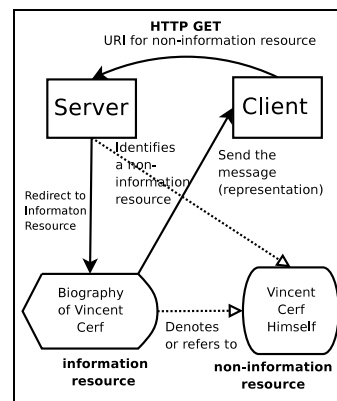 HTTP GET
URI for non-information resource
Server
Client
Identifies
a non-
information
resource
Send the
message
(representation)
Redirect to
Informaton
Resource
Biography
of Vincent
Cerf
Denotes
or refers to
Vincent
Cerf
Himself
information
resource
non-information
resource